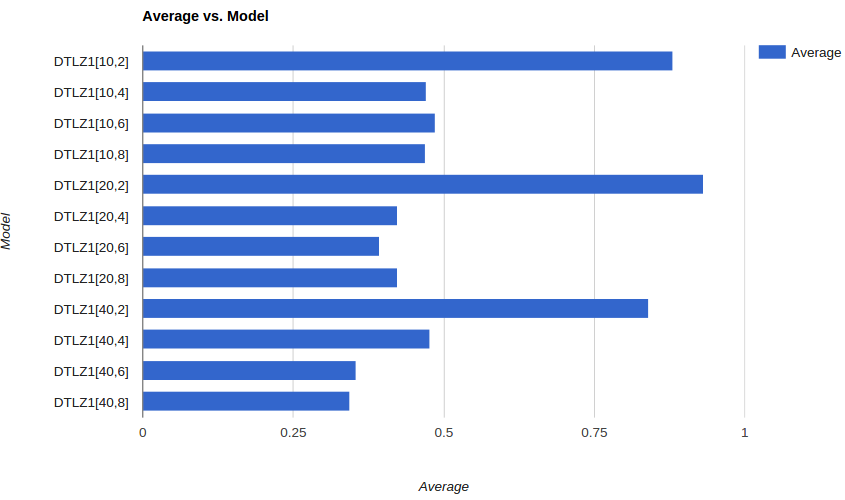 Average vs. Model
Average
DTLZ1[10,2]
DTLZ1[10,4]
DTLZ1[10,6]
DTLZ1[10,8]
DTLZ1[20,2]
DTLZ1[20,4]
DTLZ1[20,6]
DTLZ1[20,8]
DTLZ1[40,2]
DTLZ1[40,4]
DTLZ1[40,6]
DTLZ1[40,8]
Model
0 0.25 0.5 0.75 1
Average